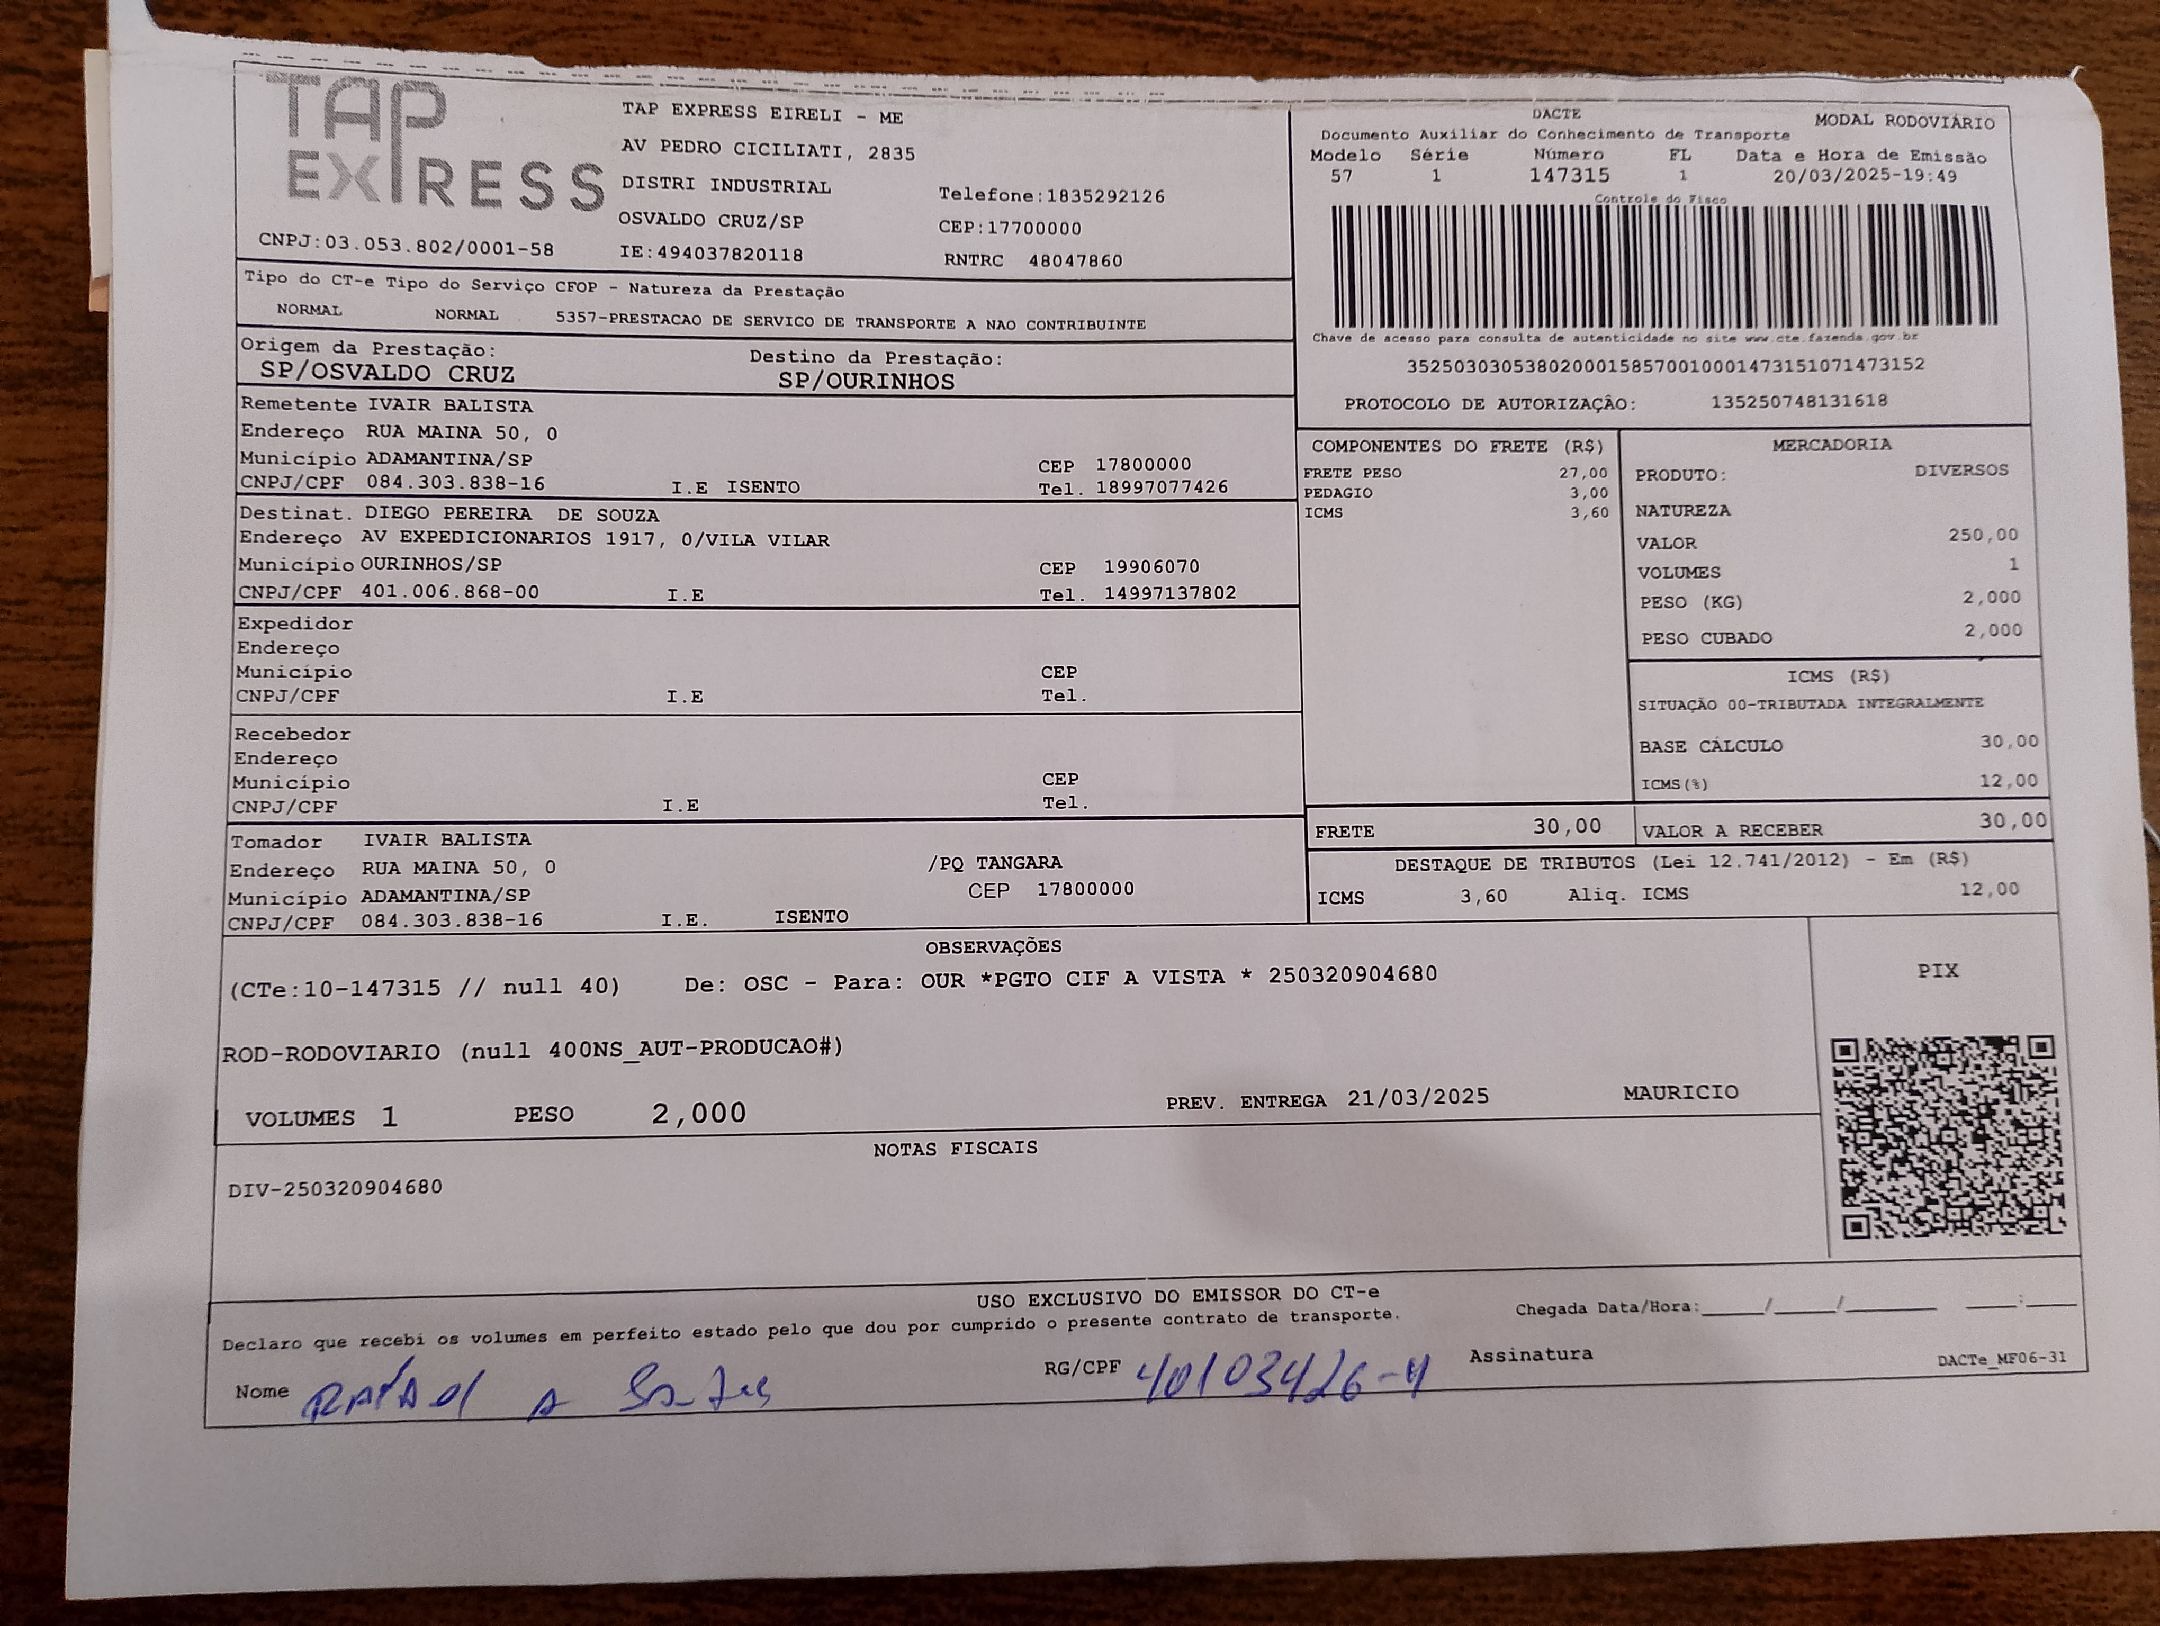 TAP EXPRESS
TAP EXPRESS EIRELI - ME
AV PEDRO CICILIATI, 2835
DISTRI INDUSTRIAL Telefone:1835292126
OSVALDO CRUZ/SP CEP:17700000
CNPJ:03.053.802/0001-58 IE:494037820118 RNTRC 48047860
DACTE MODAL RODOVIÁRIO
Documento Auxiliar do Conhecimento de Transporte
Modelo Série Número FL Data e Hora de Emissão
57 1 147315 1 20/03/2025-19:49
Controle do Fisco
Chave de acesso para consulta de autenticidade no site www.cte.fazenda.gov.br
35250303053802000158570010001473151071473152
PROTOCOLO DE AUTORIZAÇÂO: 135250748131618
Tipo do CT-e Tipo do Serviço CFOP - Natureza da Prestação
NORMAL NORMAL 5357-PRESTACAO DE SERVICO DE TRANSPORTE A NAO CONTRIBUINTE
Origem da Prestação: Destino da Prestação:
SP/OSVALDO CRUZ SP/OURINHOS
Remetente IVAIR BALISTA
Endereço RUA MAINA 50, 0
Município ADAMANTINA/SP CEP 17800000
CNPJ/CPF 084.303.838-16 I.E ISENTO Tel. 18997077426
Destinat. DIEGO PEREIRA DE SOUZA
Endereço AV EXPEDICIONARIOS 1917, 0/VILA VILAR
Município OURINHOS/SP CEP 19906070
CNPJ/CPF 401.006.868-00 I.E Tel. 14997137802
Expedidor
Endereço
Município CEP
CNPJ/CPF I.E Tel.
Recebedor
Endereço
Município CEP
CNPJ/CPF I.E Tel.
Tomador IVAIR BALISTA
Endereço RUA MAINA 50, 0 /PQ TANGARA
Município ADAMANTINA/SP CEP 17800000
CNPJ/CPF 084.303.838-16 I.E. ISENTO
COMPONENTES DO FRETE (R$)
FRETE PESO 27,00
PEDAGIO 3,00
ICMS 3,60
MERCADORIA
PRODUTO: DIVERSOS
NATUREZA
VALOR 250,00
VOLUMES 1
PESO (KG) 2,000
PESO CUBADO 2,000
ICMS (R$)
SITUAÇÃO 00-TRIBUTADA INTEGRALMENTE
BASE CÁLCULO 30,00
ICMS(%) 12,00
FRETE 30,00 VALOR A RECEBER 30,00
DESTAQUE DE TRIBUTOS (Lei 12.741/2012) - Em (R$)
ICMS 3,60 Aliq. ICMS 12,00
OBSERVAÇÕES
(CTe:10-147315 // null 40) De: OSC - Para: OUR *PGTO CIF A VISTA * 250320904680
ROD-RODOVIARIO (null 400NS_AUT-PRODUCAO#)
VOLUMES 1 PESO 2,000 PREV. ENTREGA 21/03/2025 MAURICIO
PIX
NOTAS FISCAIS
DIV-250320904680
USO EXCLUSIVO DO EMISSOR DO CT-e
Declaro que recebi os volumes em perfeito estado pelo que dou por cumprido o presente contrato de transporte. Chegada Data/Hora:_____/_____/_______ ____:____
Nome RAFAEL A RG/CPF 40103426-4 Assinatura DACTe_MF06-31